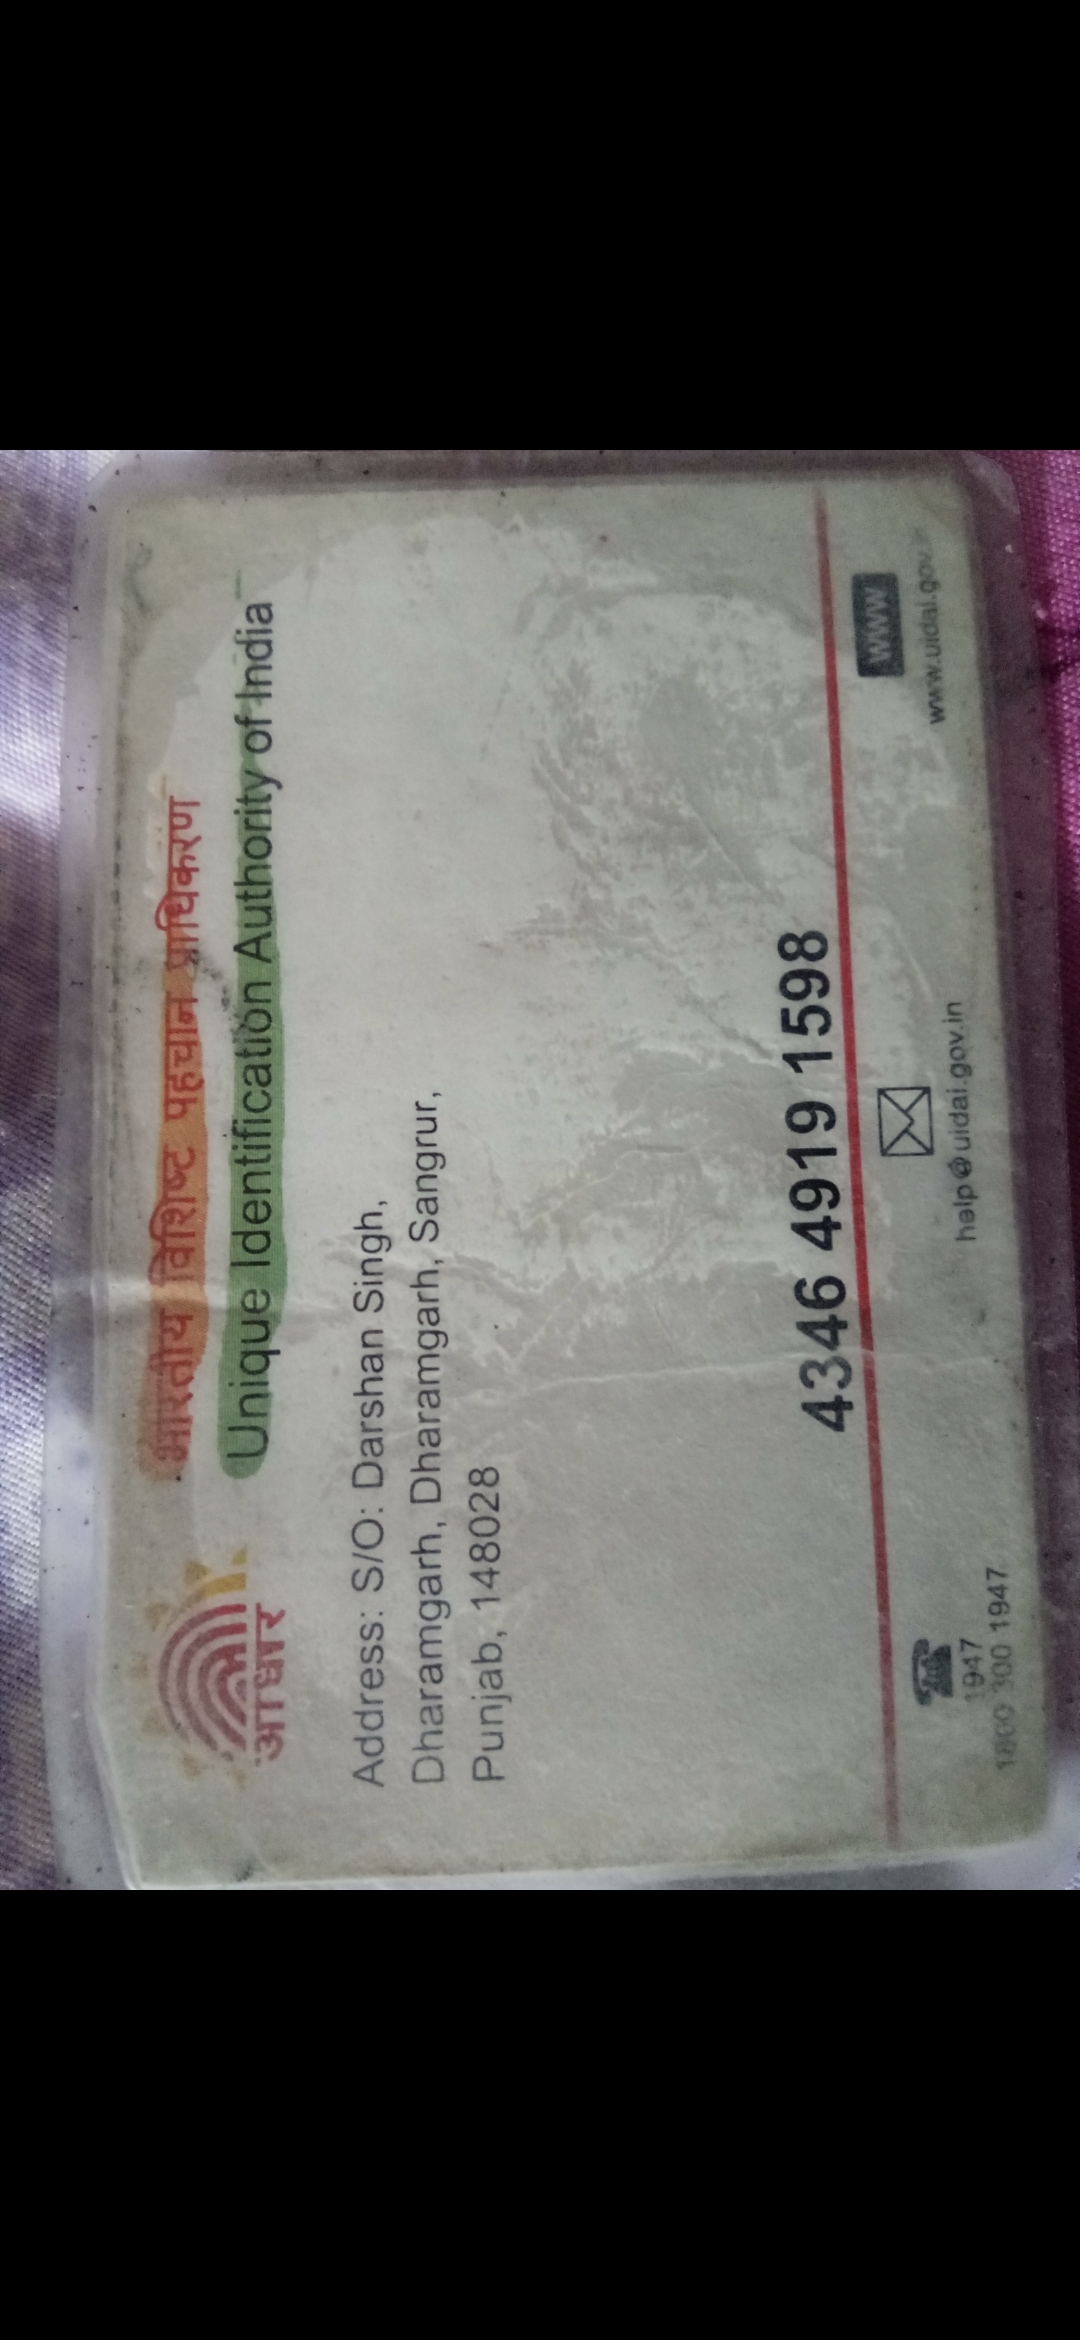 भारतीय विशिष्ट पहचान प्राधिकरण
Unique Identification Authority of India
आधार
Address: S/O: Darshan Singh,
Dharamgarh, Dharamgarh, Sangrur,
Punjab, 148028
4346 4919 1598
1947
1800 300 1947
help@uidai.gov.in
WWW
www.uidai.gov.